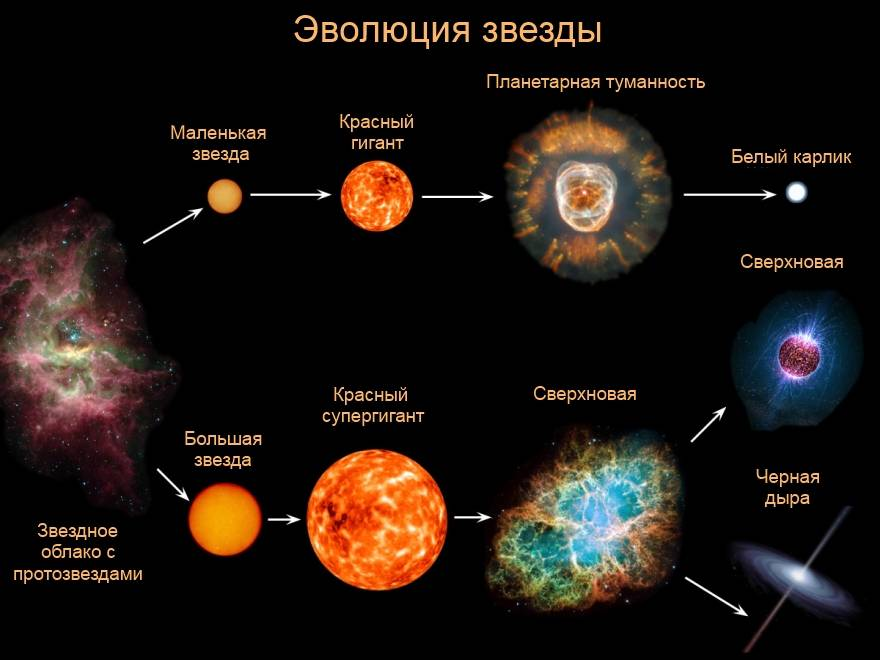 Эволюция звезды
Планетарная туманность
Красный
гигант
Маленькая
звезда
Белый карлик
Сверхновая
Красный
супергигант
Сверхновая
Большая
звезда
Черная
дыра
Звездное
облако с
протозвездами